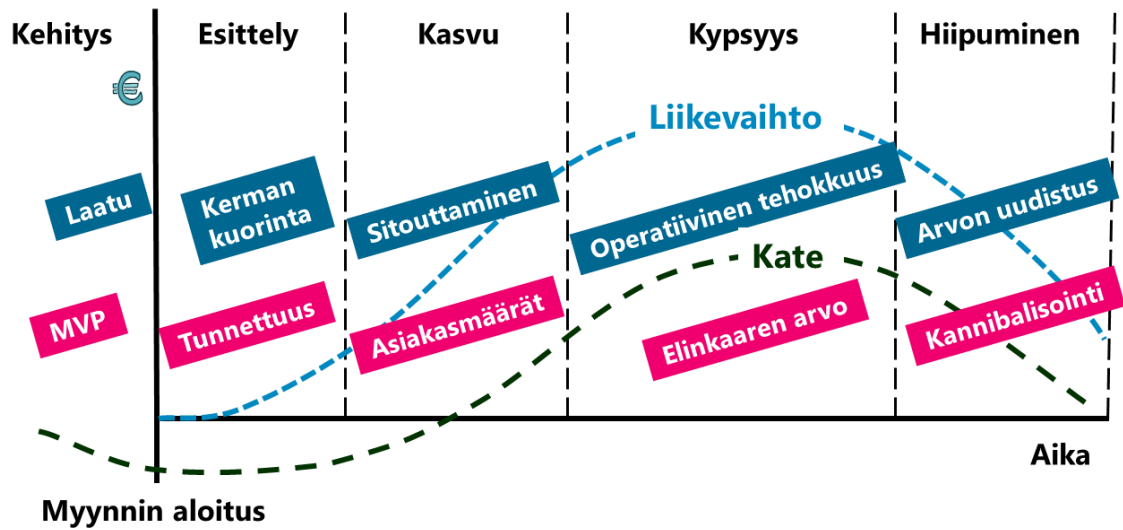 Kehitys
Esittely
Kasvu
Kypsyys
Hiipuminen
€
Liikevaihto
Laatu
Kerman
kuorinta
Sitouttaminen
Operatiivinen tehokkuus
Arvon uudistus
Kate
MVP
Tunnettuus
Asiakasmäärät
Elinkaaren arvo
Kannibalisointi
Aika
Myynnin aloitus